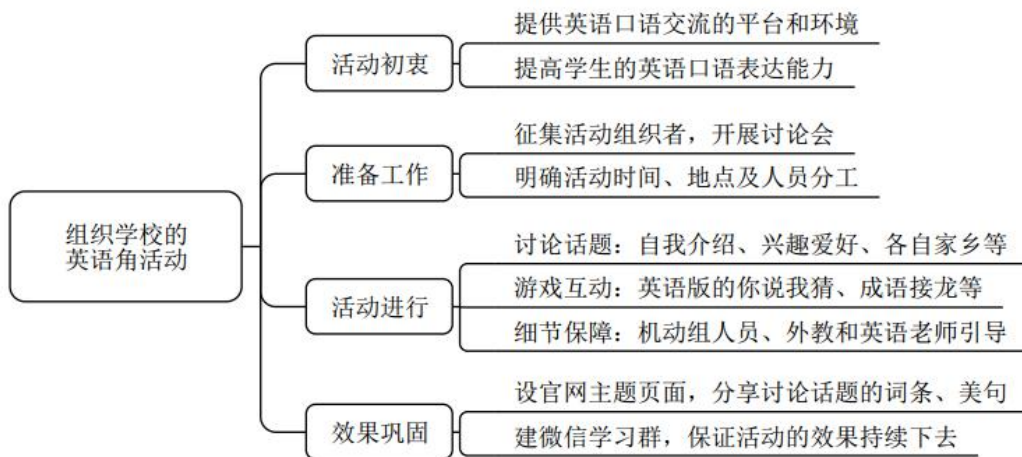 组织学校的
英语角活动
活动初衷
提供英语口语交流的平台和环境
提高学生的英语口语表达能力
准备工作
征集活动组织者，开展讨论会
明确活动时间、地点及人员分工
活动进行
讨论话题：自我介绍、兴趣爱好、各自家乡等
游戏互动：英语版的你说我猜、成语接龙等
细节保障：机动组人员、外教和英语老师引导
效果巩固
设官网主题页面，分享讨论话题的词条、美句
建微信学习群，保证活动的效果持续下去